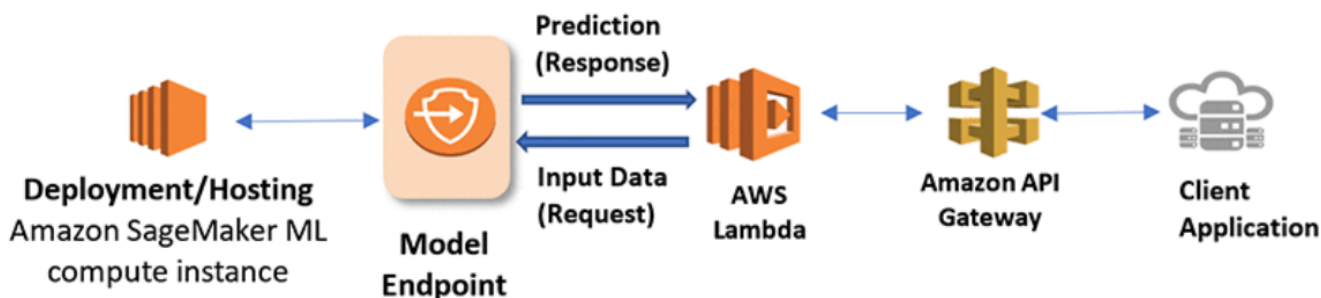 Deployment/Hosting
Amazon SageMaker ML
compute instance
Model
Endpoint
Prediction
(Response)
Input Data
(Request)
AWS
Lambda
Amazon API
Gateway
Client
Application